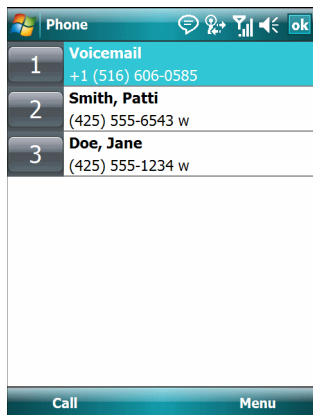 Phone
ok
1
Voicemail
+1 (516) 606-0585
2
Smith, Patti
(425) 555-6543 w
3
Doe, Jane
(425) 555-1234 w
Call
Menu